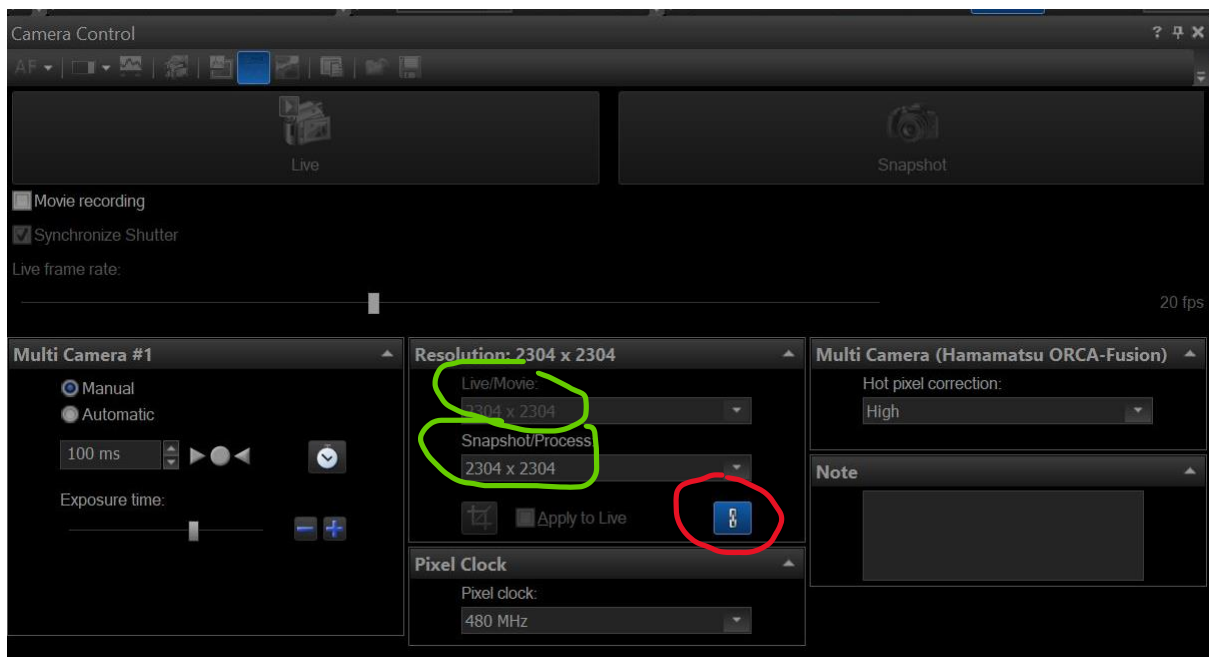 Camera Control
?
AF
Live
Snapshot
Movie recording
Synchronize Shutter
Live frame rate:
20 fps
Multi Camera #1
Manual
Automatic
100 ms
Exposure time:
Resolution: 2304 x 2304
Live/Movie:
2304 x 2304
Snapshot/Process
2304 x 2304
Apply to Live
Pixel Clock
Pixel clock:
480 MHz
Multi Camera (Hamamatsu ORCA-Fusion)
Hot pixel correction:
High
Note